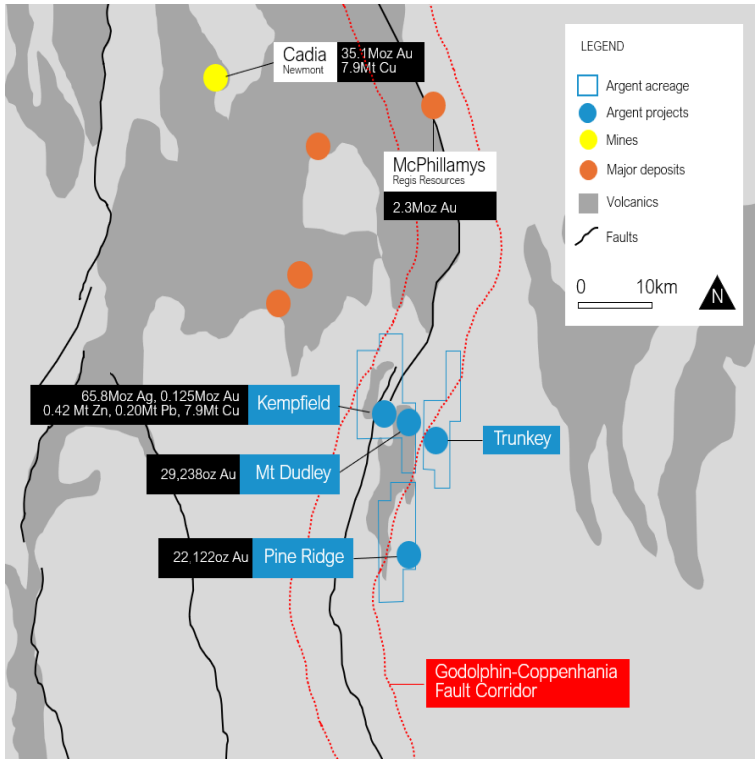 Cadia
Newmont
35.1Moz Au
7.9Mt Cu
McPhillamys
Regis Resources
2.3Moz Au
LEGEND
Argent acreage
Argent projects
Mines
Major deposits
Volcanics
Faults
0 10km
N
65.8Moz Ag, 0.125Moz Au
0.42 Mt Zn, 0.20Mt Pb, 7.9Mt Cu
Kempfield
Trunkey
29,238oz Au
Mt Dudley
22,122oz Au
Pine Ridge
Godolphin-Coppenhania
Fault Corridor